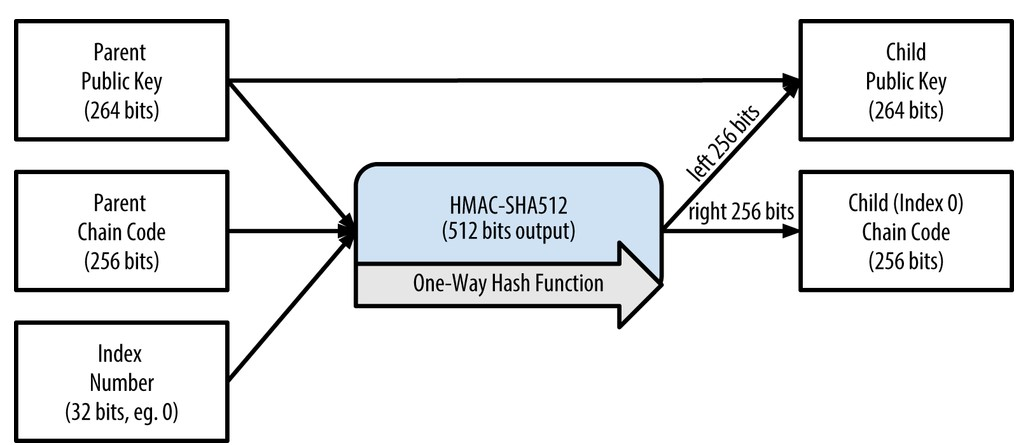 Parent
Public Key
(264 bits)
Parent
Chain Code
(256 bits)
Index
Number
(32 bits, eg. 0)
HMAC-SHA512
(512 bits output)
One-Way Hash Function
left 256 bits
right 256 bits
Child
Public Key
(264 bits)
Child (Index 0)
Chain Code
(256 bits)